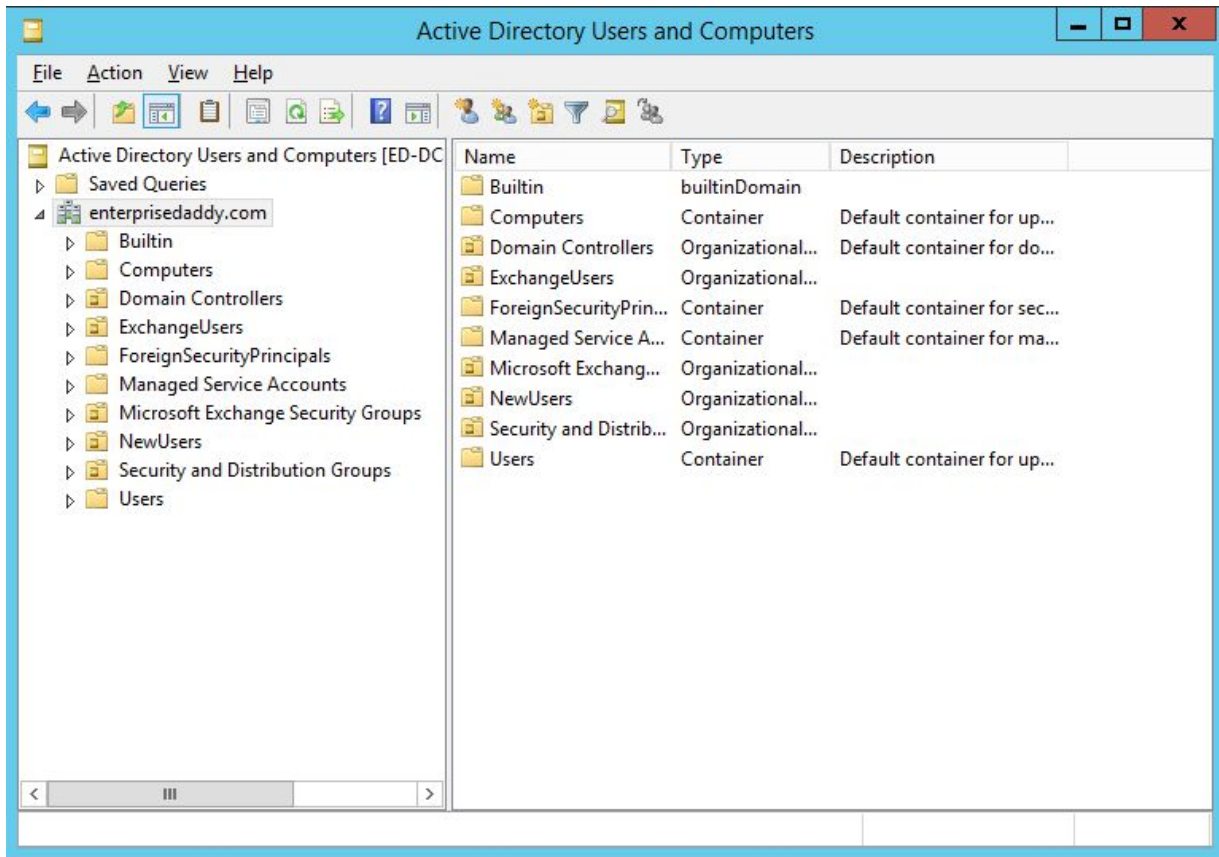 Active Directory Users and Computers
File Action View Help
Active Directory Users and Computers [ED-DC
Saved Queries
enterprisedaddy.com
Builtin
Computers
Domain Controllers
ExchangeUsers
ForeignSecurityPrincipals
Managed Service Accounts
Microsoft Exchange Security Groups
NewUsers
Security and Distribution Groups
Users
Name Type Description
Builtin builtinDomain
Computers Container Default container for up...
Domain Controllers Organizational... Default container for do...
ExchangeUsers Organizational...
ForeignSecurityPrin... Container Default container for sec...
Managed Service A... Container Default container for ma...
Microsoft Exchang... Organizational...
NewUsers Organizational...
Security and Distrib... Organizational...
Users Container Default container for up...